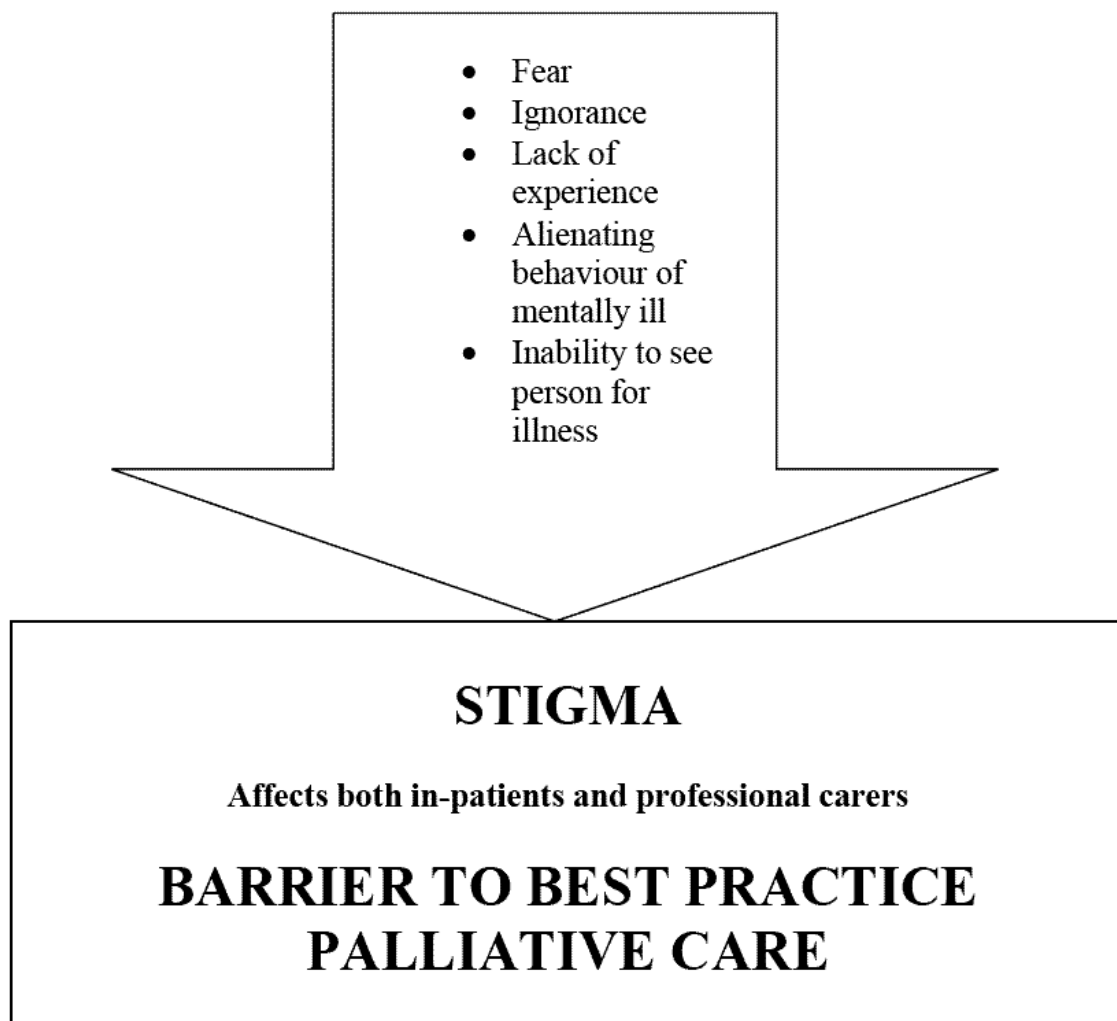 • Fear
• Ignorance
• Lack of
experience
• Alienating
behaviour of
mentally ill
• Inability to see
person for
illness
STIGMA
Affects both in-patients and professional carers
BARRIER TO BEST PRACTICE
PALLIATIVE CARE